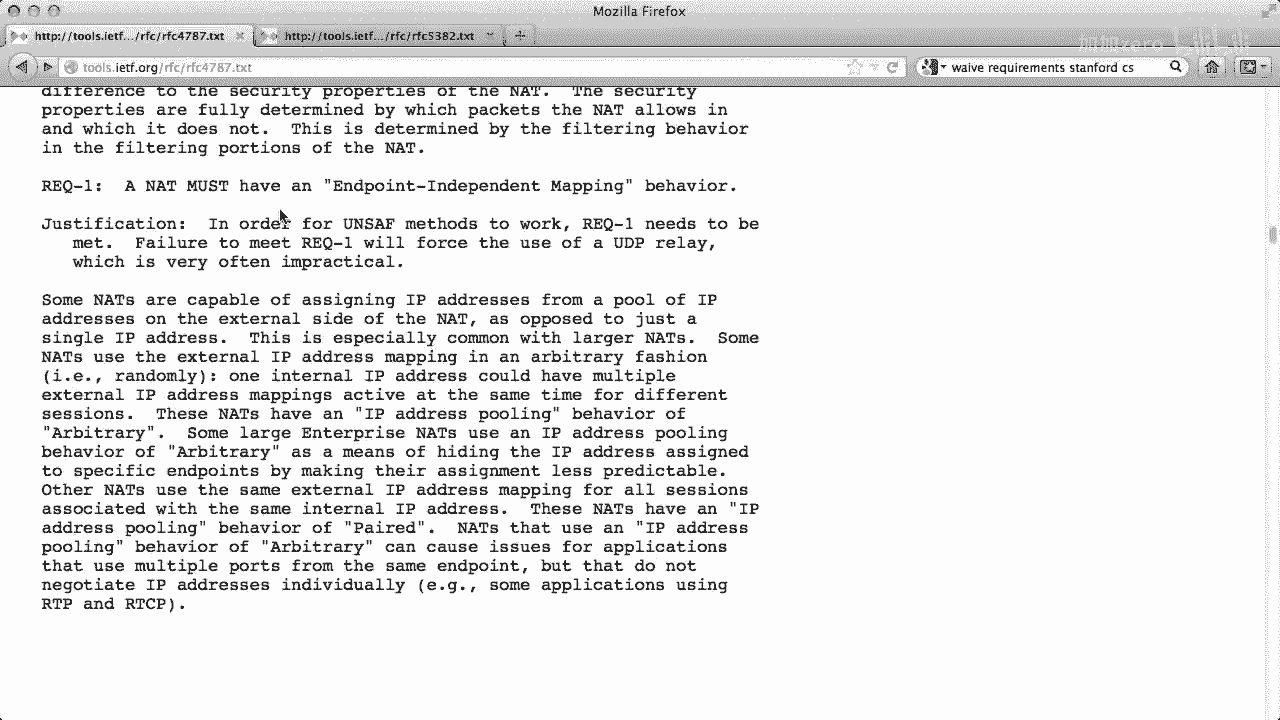 Mozilla Firefox
http://tools.ietf.../rfc/rfc4787.txt
http://tools.ietf.../rfc/rfc5382.txt
tools.ietf.org/rfc/rfc4787.txt
waive requirements stanford cs
difference to the security properties of the NAT.  The security
properties are fully determined by which packets the NAT allows in
and which it does not.  This is determined by the filtering behavior
in the filtering portions of the NAT.
REQ-1:  A NAT MUST have an "Endpoint-Independent Mapping" behavior.
Justification:  In order for UNSAF methods to work, REQ-1 needs to be
met.  Failure to meet REQ-1 will force the use of a UDP relay,
which is very often impractical.
Some NATs are capable of assigning IP addresses from a pool of IP
addresses on the external side of the NAT, as opposed to just a
single IP address.  This is especially common with larger NATs.  Some
NATs use the external IP address mapping in an arbitrary fashion
(i.e., randomly): one internal IP address could have multiple
external IP address mappings active at the same time for different
sessions.  These NATs have an "IP address pooling" behavior of
"Arbitrary".  Some large Enterprise NATs use an IP address pooling
behavior of "Arbitrary" as a means of hiding the IP address assigned
to specific endpoints by making their assignment less predictable.
Other NATs use the same external IP address mapping for all sessions
associated with the same internal IP address.  These NATs have an "IP
address pooling" behavior of "Paired".  NATs that use an "IP address
pooling" behavior of "Arbitrary" can cause issues for applications
that use multiple ports from the same endpoint, but that do not
negotiate IP addresses individually (e.g., some applications using
RTP and RTCP).